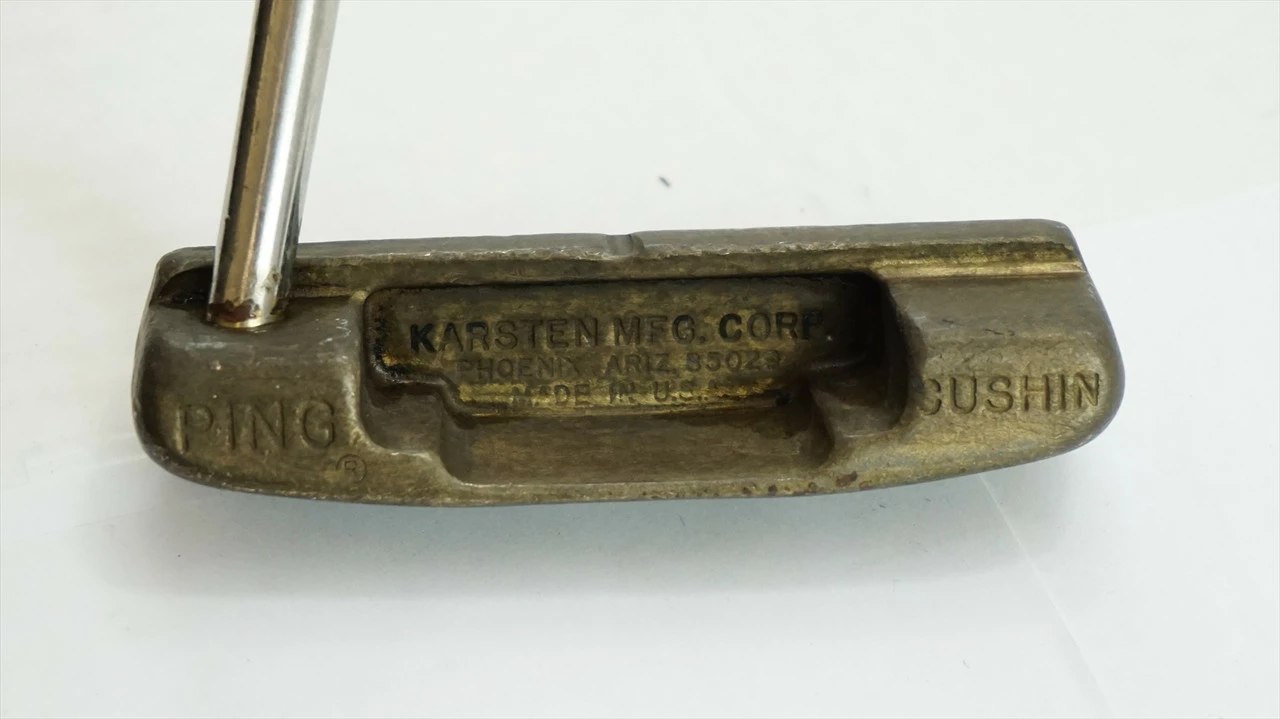 KARSTEN MFG. CORP.
PHOENIX, ARIZ. 85029
MADE IN U.S.A.
PING
®
CUSHIN